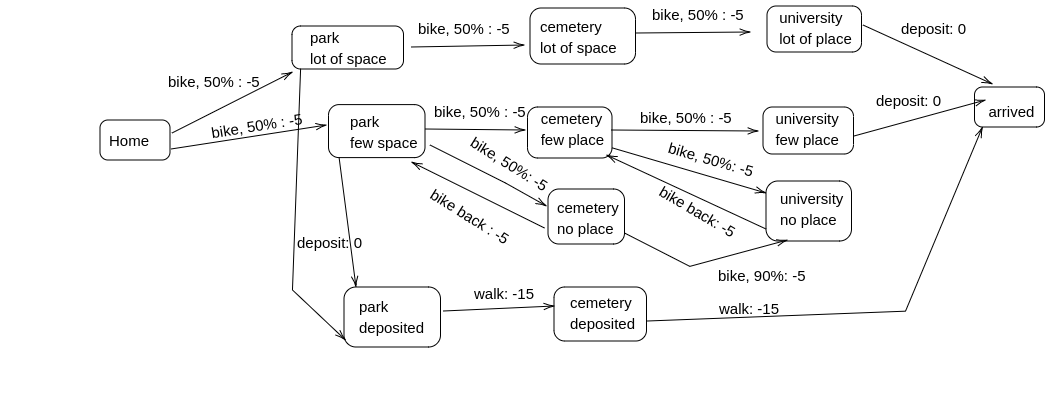 park
lot of space
bike, 50% : -5
cemetery
lot of space
bike, 50% : -5
university
lot of place
deposit: 0
bike, 50% : -5
Home
bike, 50% : -5
park
few space
bike, 50% : -5
cemetery
few place
bike, 50% : -5
university
few place
deposit: 0
arrived
bike, 50%: -5
bike back : -5
cemetery
no place
bike, 50%: -5
bike back: -5
university
no place
bike, 90%: -5
deposit: 0
park
deposited
walk: -15
cemetery
deposited
walk: -15